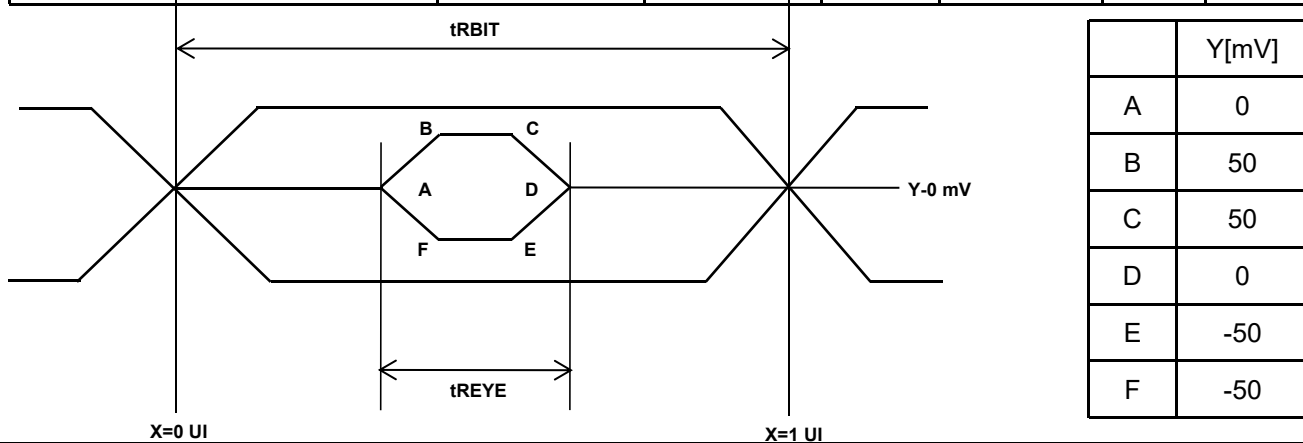 tRBIT
Y[mV]
B C
A 0
B 50
A D
Y-0 mV
C 50
F E
D 0
E -50
tREYE
F -50
X=0 UI X=1 UI